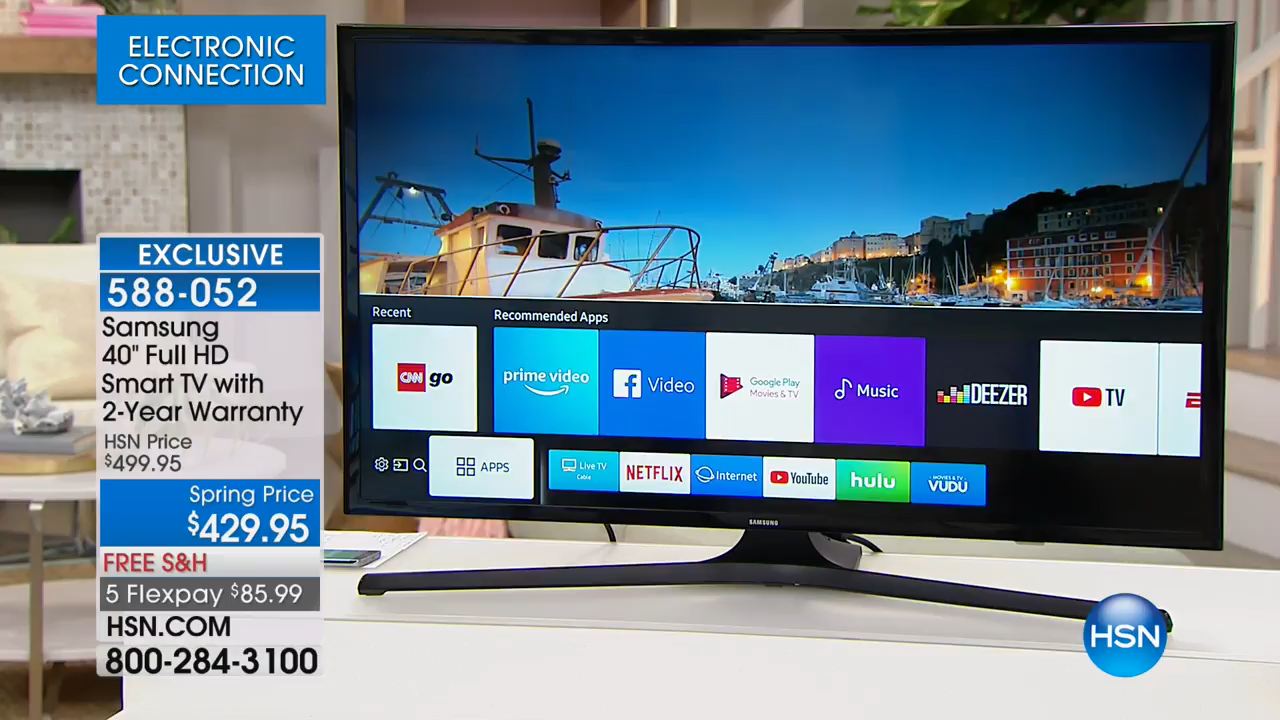 ELECTRONIC
CONNECTION
EXCLUSIVE
588-052
Samsung
40" Full HD
Smart TV with
2-Year Warranty
HSN Price
$499.95
Spring Price
$429.95
FREE S&H
5 Flexpay $85.99
HSN.COM
800-284-3100
Recent
Recommended Apps
CNN go
prime video
f Video
Google Play
Movies & TV
Music
DEEZER
TV
APPS
Live TV
Cable
NETFLIX
Internet
YouTube
hulu
MOVIES & TV
VUDU
SAMSUNG
HSN